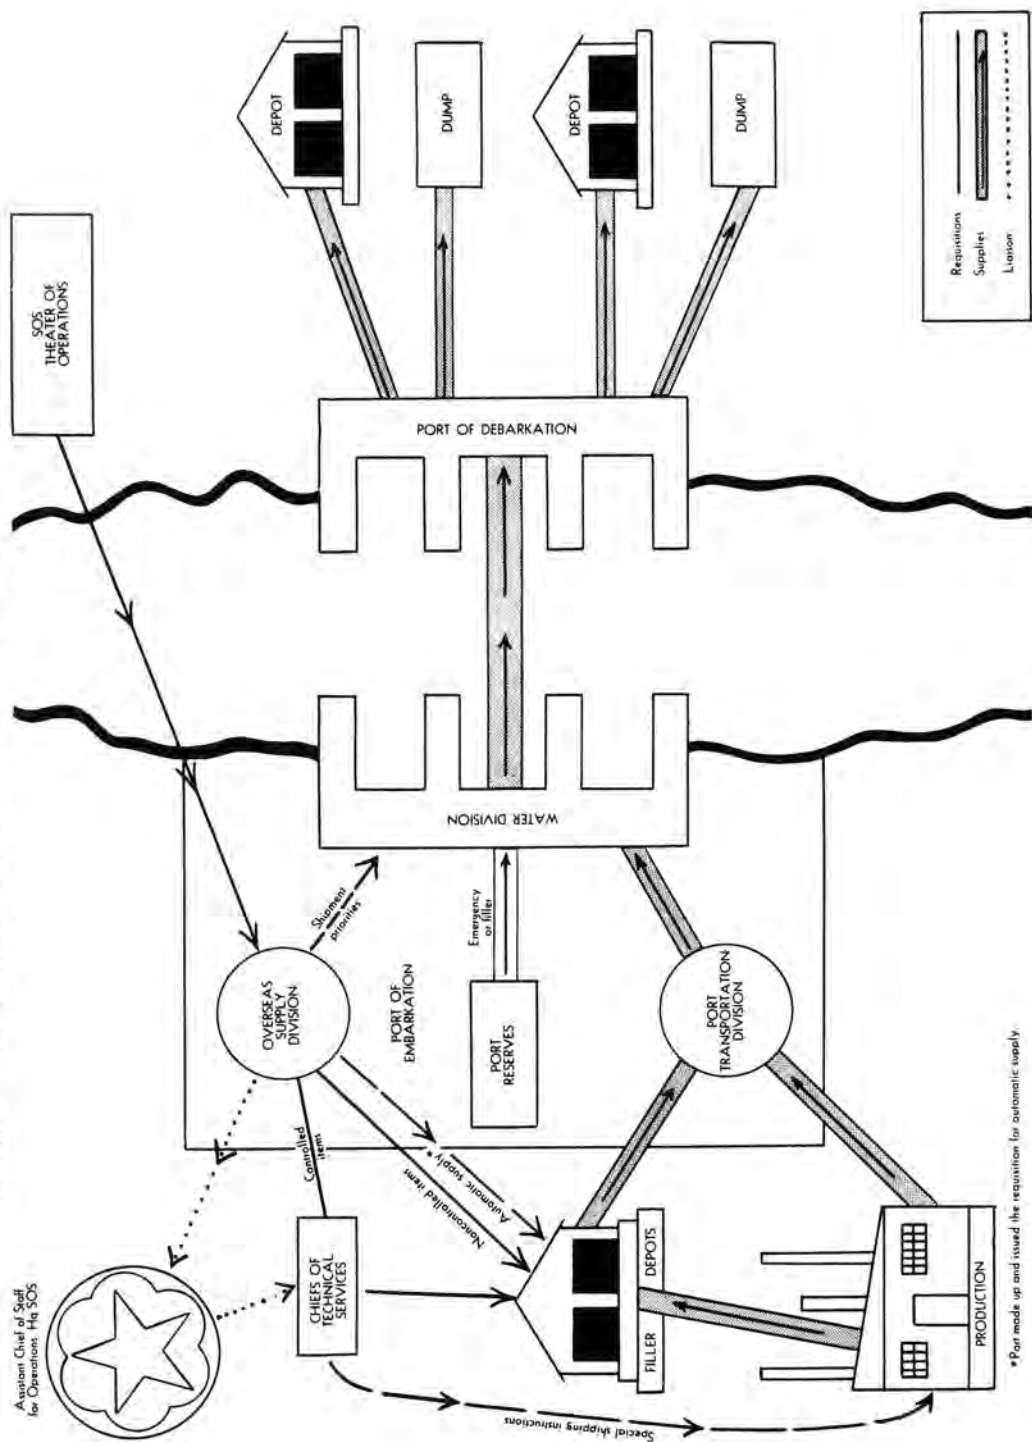 SOS
THEATER OF
OPERATIONS
DEPOT
DUMP
DEPOT
DUMP
PORT OF DEBARKATION
WATER DIVISION
Shipment
priorities
OVERSEAS
SUPPLY
DIVISION
PORT OF
EMBARKATION
Emergency
or filler
PORT
RESERVES
PORT
TRANSPORTATION
DIVISION
Assistant Chief of Staff
for Operations Hq SOS
Controlled
items
Noncontrolled items
Automatic supply*
CHIEFS OF
TECHNICAL
SERVICES
FILLER DEPOTS
Special shipping instructions
PRODUCTION
Requisitions
Supplies
Liaison
*Port made up and issued the requisition for automatic supply.